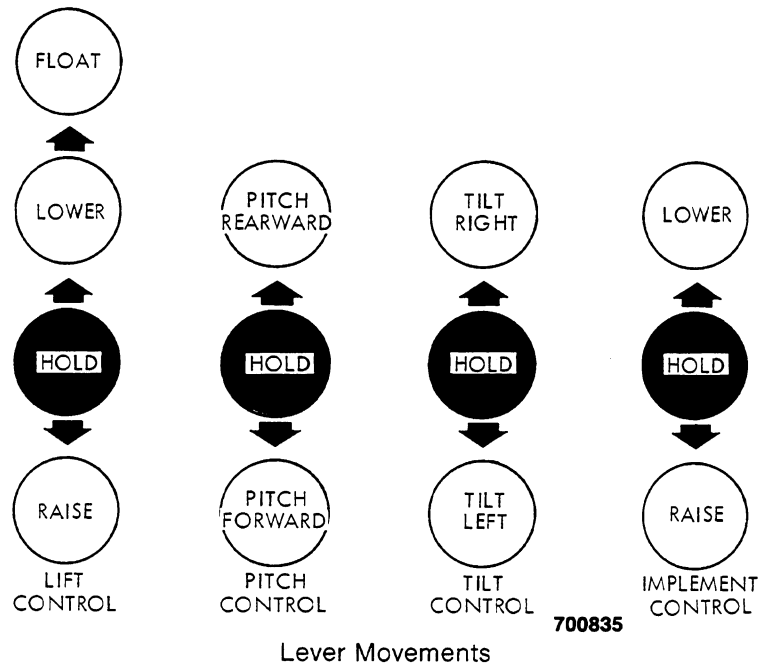 FLOAT
LOWER
HOLD
RAISE
LIFT
CONTROL
PITCH
REARWARD
HOLD
PITCH
FORWARD
PITCH
CONTROL
TILT
RIGHT
HOLD
TILT
LEFT
TILT
CONTROL
LOWER
HOLD
RAISE
IMPLEMENT
CONTROL
700835
Lever Movements